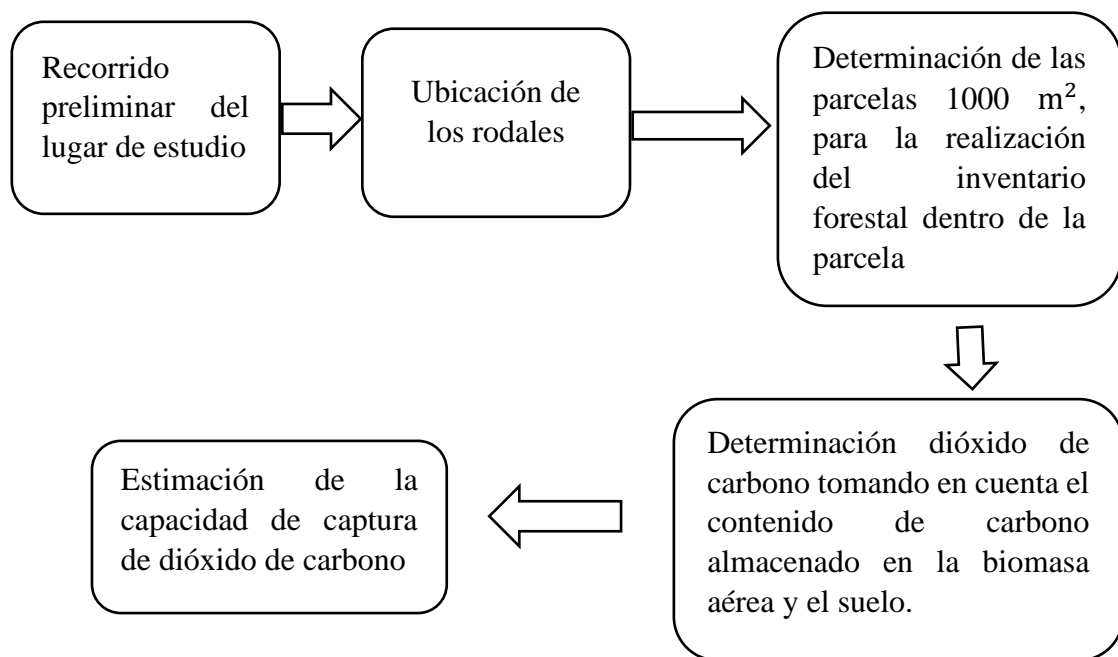 Recorrido
preliminar del
lugar de estudio
Ubicación de
los rodales
Determinación de las
parcelas 1000 m²,
para la realización
del inventario
forestal dentro de la
parcela
Determinación dióxido de
carbono tomando en cuenta el
contenido de carbono
almacenado en la biomasa
aérea y el suelo.
Estimación de la
capacidad de captura
de dióxido de carbono